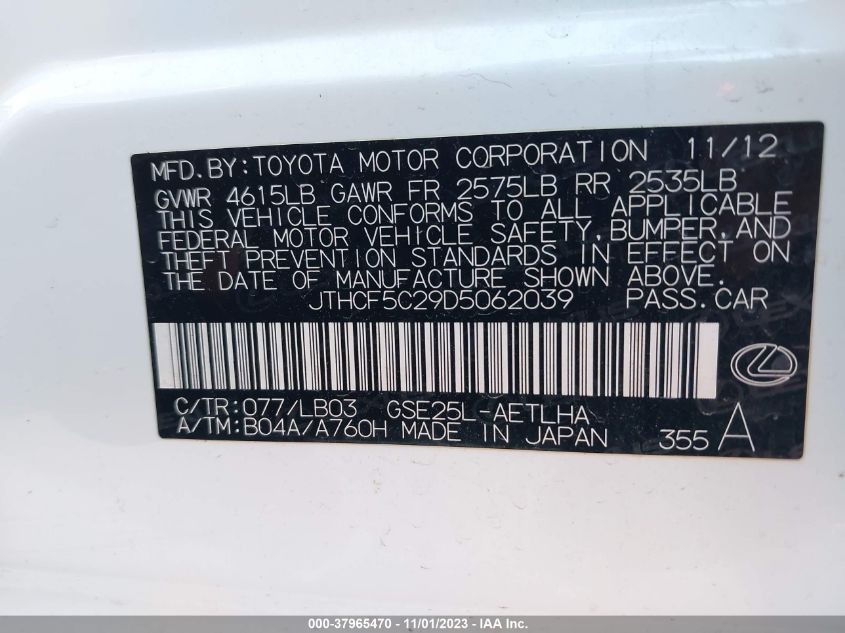 MFD. BY: TOYOTA MOTOR CORPORATION 11/12
GVWR 4615LB GAWR FR 2575LB RR 2535LB
THIS VEHICLE CONFORMS TO ALL APPLICABLE
FEDERAL MOTOR VEHICLE SAFETY, BUMPER, AND
THEFT PREVENTION STANDARDS IN EFFECT ON
THE DATE OF MANUFACTURE SHOWN ABOVE.
JTHCF5C29D5062039 PASS. CAR
C/TR: 077/LB03 GSE25L-AETLHA
A/TM: B04A/A760H MADE IN JAPAN 355 A
000-37965470 - 11/01/2023 - IAA Inc.